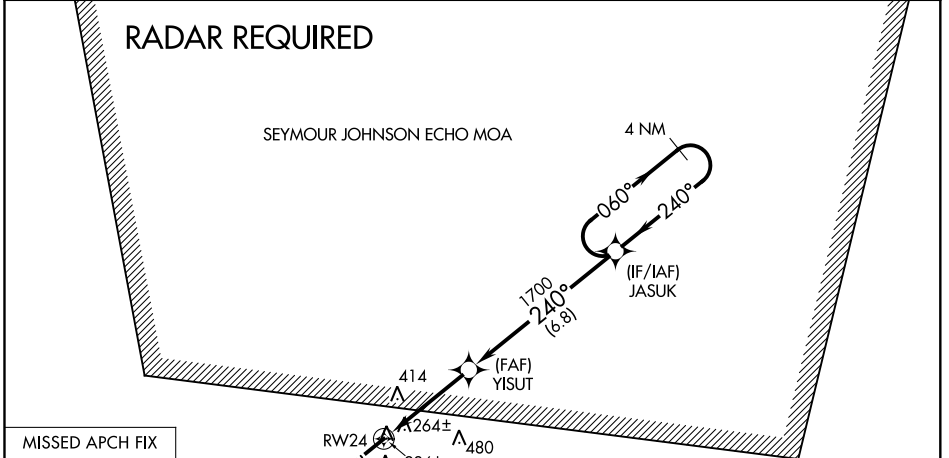 RADAR REQUIRED
SEYMOUR JOHNSON ECHO MOA
4 NM
060°
240°
(IF/IAF)
JASUK
1700
240°
(6.8)
(FAF)
YISUT
414
264±
480
RW24
MISSED APCH FIX